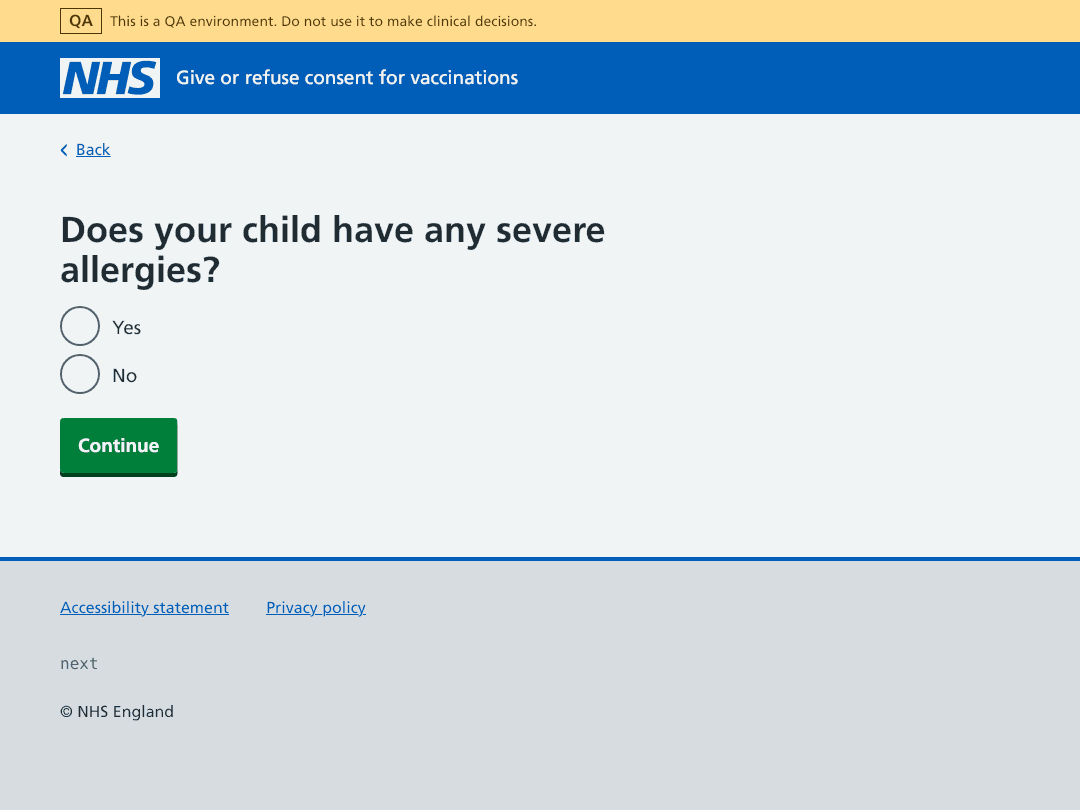 QA This is a QA environment. Do not use it to make clinical decisions.
NHS Give or refuse consent for vaccinations
Back
Does your child have any severe
allergies?
Yes
No
Continue
Accessibility statement Privacy policy
next
© NHS England